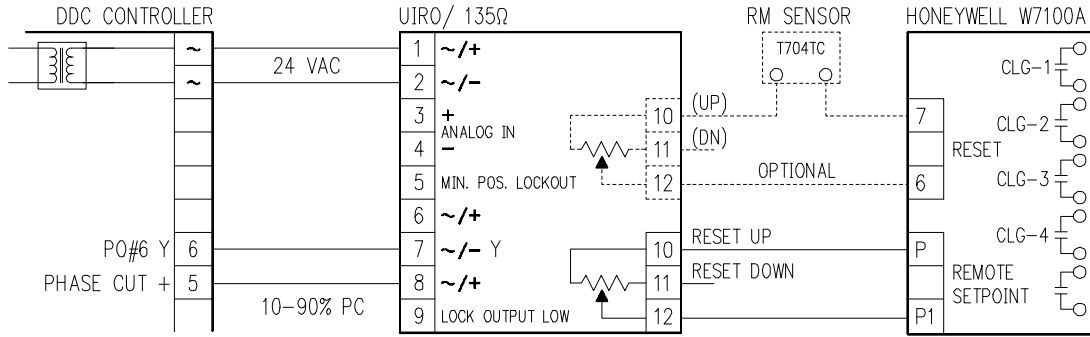 DDC CONTROLLER
UIRO/ 135Ω
RM SENSOR
HONEYWELL W7100A
~
1 ~/+
T704TC
CLG-1
24 VAC
~
2 ~/-
3 +
10 (UP)
7
CLG-2
ANALOG IN
4 -
11 (DN)
RESET
5 MIN. POS. LOCKOUT
12
OPTIONAL
6
CLG-3
6 ~/+
PO#6 Y 6
7 ~/- Y
10 RESET UP
P
CLG-4
PHASE CUT + 5
8 ~/+
11 RESET DOWN
REMOTE
SETPOINT
10-90% PC
9 LOCK OUTPUT LOW
12
P1